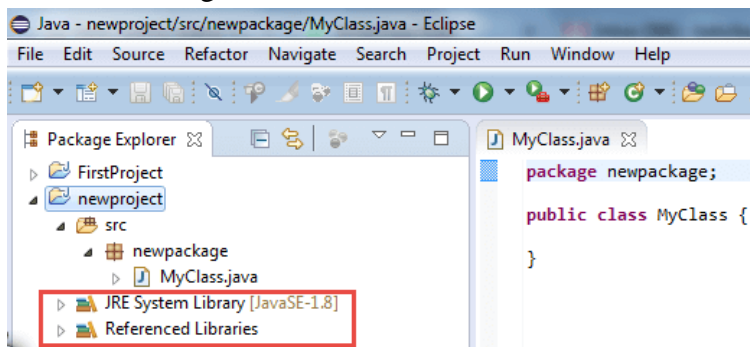 Java - newproject/src/newpackage/MyClass.java - Eclipse
File Edit Source Refactor Navigate Search Project Run Window Help
Package Explorer
FirstProject
newproject
src
newpackage
MyClass.java
JRE System Library [JavaSE-1.8]
Referenced Libraries
MyClass.java
package newpackage;
public class MyClass {
}